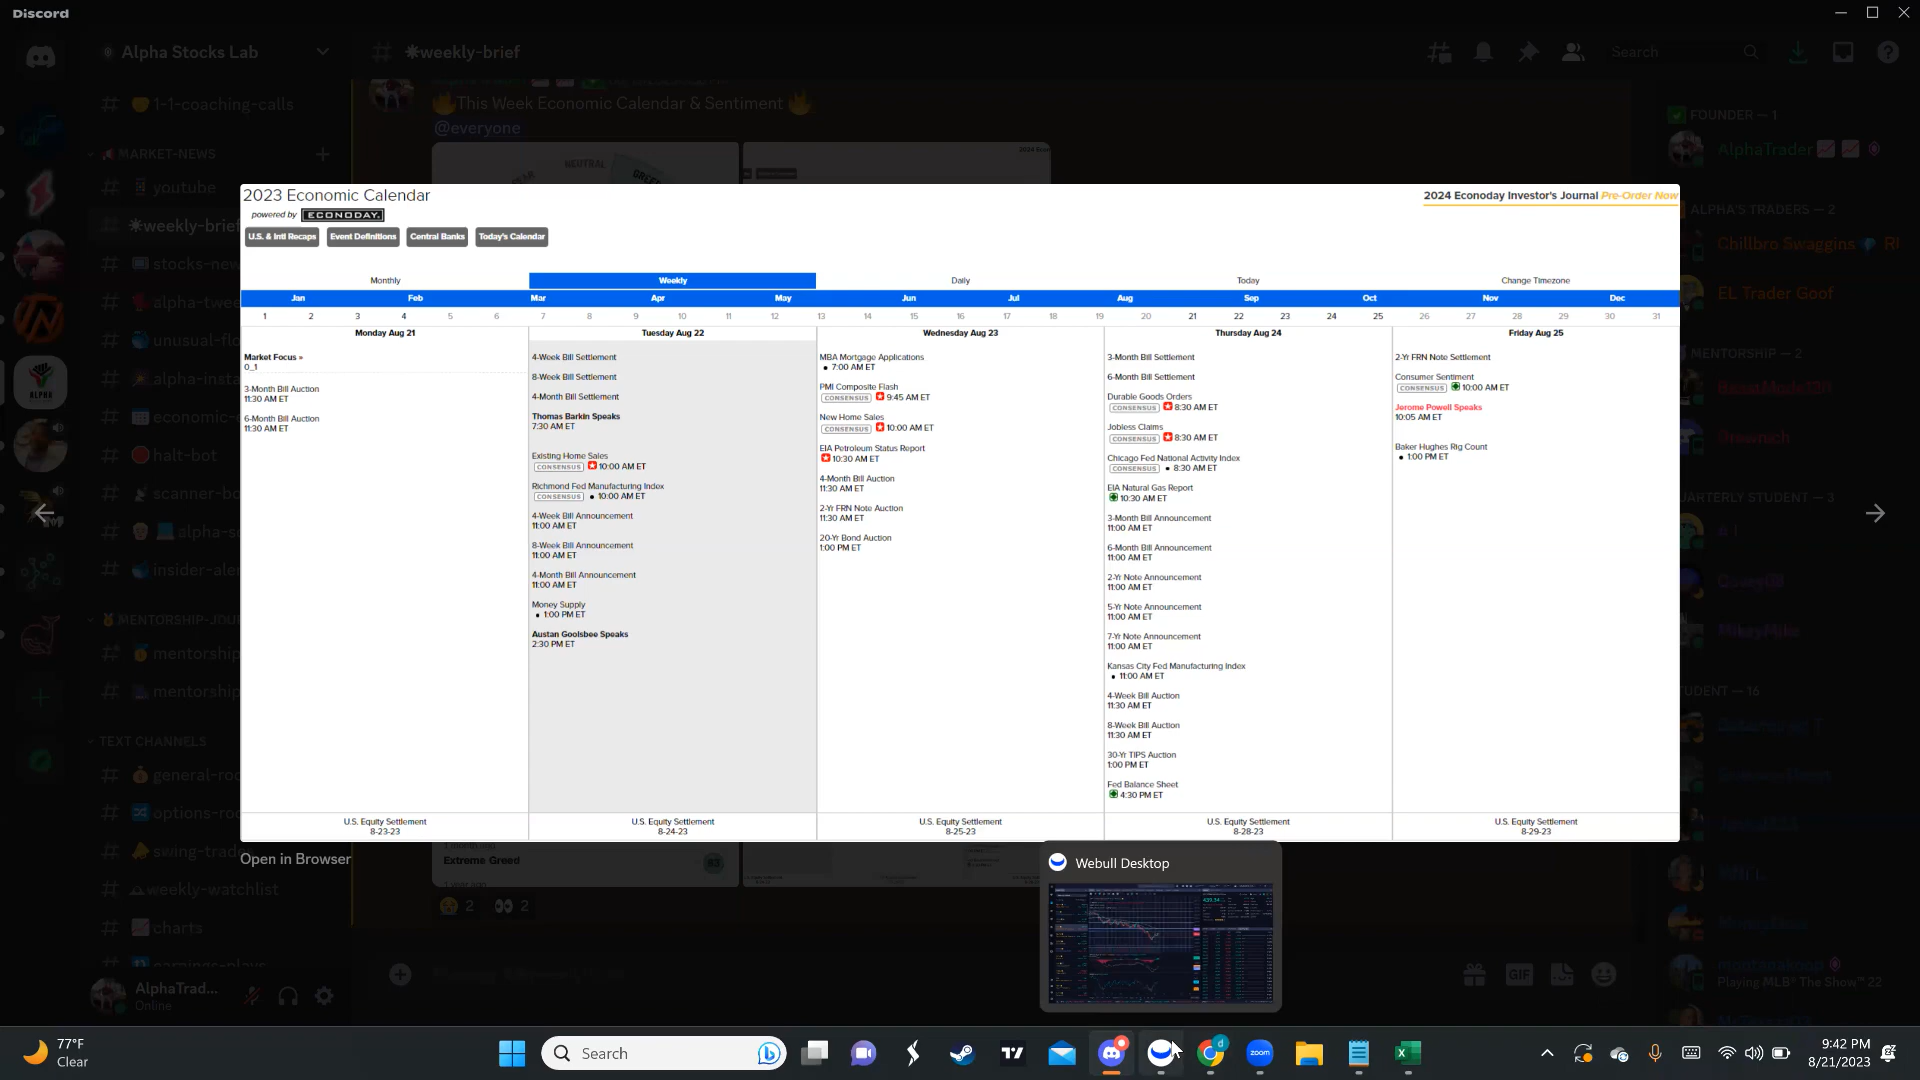 Discord
Alpha Stocks Lab
*weekly-brief
Search
1-1-coaching-calls
This Week Economic Calendar & Sentiment
@everyone
FOUNDER — 1
AlphaTrader
MARKET-NEWS
youtube
NEUTRAL
*weekly-brief
2023 Economic Calendar
2024 Econoday Investor's Journal Pre-Order Now
powered by ECONODAY
U.S. & Intl Recaps Event Definitions Central Banks Today's Calendar
ALPHA'S TRADERS — 2
Chillbro Swaggins
EL Trader Goof
Monthly Weekly Daily Today Change Timezone
Jan Feb Mar Apr May Jun Jul Aug Sep Oct Nov Dec
1 2 3 4 5 6 7 8 9 10 11 12 13 14 15 16 17 18 19 20 21 22 23 24 25 26 27 28 29 30 31
Monday Aug 21
Market Focus »
0_1
3-Month Bill Auction
11:30 AM ET
6-Month Bill Auction
11:30 AM ET
U.S. Equity Settlement
8-23-23
Tuesday Aug 22
4-Week Bill Settlement
8-Week Bill Settlement
4-Month Bill Settlement
Thomas Barkin Speaks
7:30 AM ET
Existing Home Sales
CONSENSUS 10:00 AM ET
Richmond Fed Manufacturing Index
CONSENSUS 10:00 AM ET
4-Week Bill Announcement
11:00 AM ET
8-Week Bill Announcement
11:00 AM ET
4-Month Bill Announcement
11:00 AM ET
Money Supply
1:00 PM ET
Austan Goolsbee Speaks
2:30 PM ET
U.S. Equity Settlement
8-24-23
Wednesday Aug 23
MBA Mortgage Applications
7:00 AM ET
PMI Composite Flash
CONSENSUS 9:45 AM ET
New Home Sales
CONSENSUS 10:00 AM ET
EIA Petroleum Status Report
10:30 AM ET
4-Month Bill Auction
11:30 AM ET
2-Yr FRN Note Auction
11:30 AM ET
20-Yr Bond Auction
1:00 PM ET
U.S. Equity Settlement
8-25-23
Thursday Aug 24
3-Month Bill Settlement
6-Month Bill Settlement
Durable Goods Orders
CONSENSUS 8:30 AM ET
Jobless Claims
CONSENSUS 8:30 AM ET
Chicago Fed National Activity Index
CONSENSUS 8:30 AM ET
EIA Natural Gas Report
10:30 AM ET
3-Month Bill Announcement
11:00 AM ET
6-Month Bill Announcement
11:00 AM ET
2-Yr Note Announcement
11:00 AM ET
5-Yr Note Announcement
11:00 AM ET
7-Yr Note Announcement
11:00 AM ET
Kansas City Fed Manufacturing Index
11:00 AM ET
4-Week Bill Auction
11:30 AM ET
8-Week Bill Auction
11:30 AM ET
30-Yr TIPS Auction
1:00 PM ET
Fed Balance Sheet
4:30 PM ET
U.S. Equity Settlement
8-28-23
Friday Aug 25
2-Yr FRN Note Settlement
Consumer Sentiment
CONSENSUS 10:00 AM ET
Jerome Powell Speaks
10:05 AM ET
Baker Hughes Rig Count
1:00 PM ET
U.S. Equity Settlement
8-29-23
halt-bot
MENTORSHIP — 2
STUDENT — 16
TEXT CHANNELS
Open in Browser
Extreme Greed
2
2
weekly-watchlist
charts
Webull Desktop
AlphaTrad...
Online
GIF
Playing MLB® The Show™ 22
77°F
Clear
Search
zoom
9:42 PM
8/21/2023